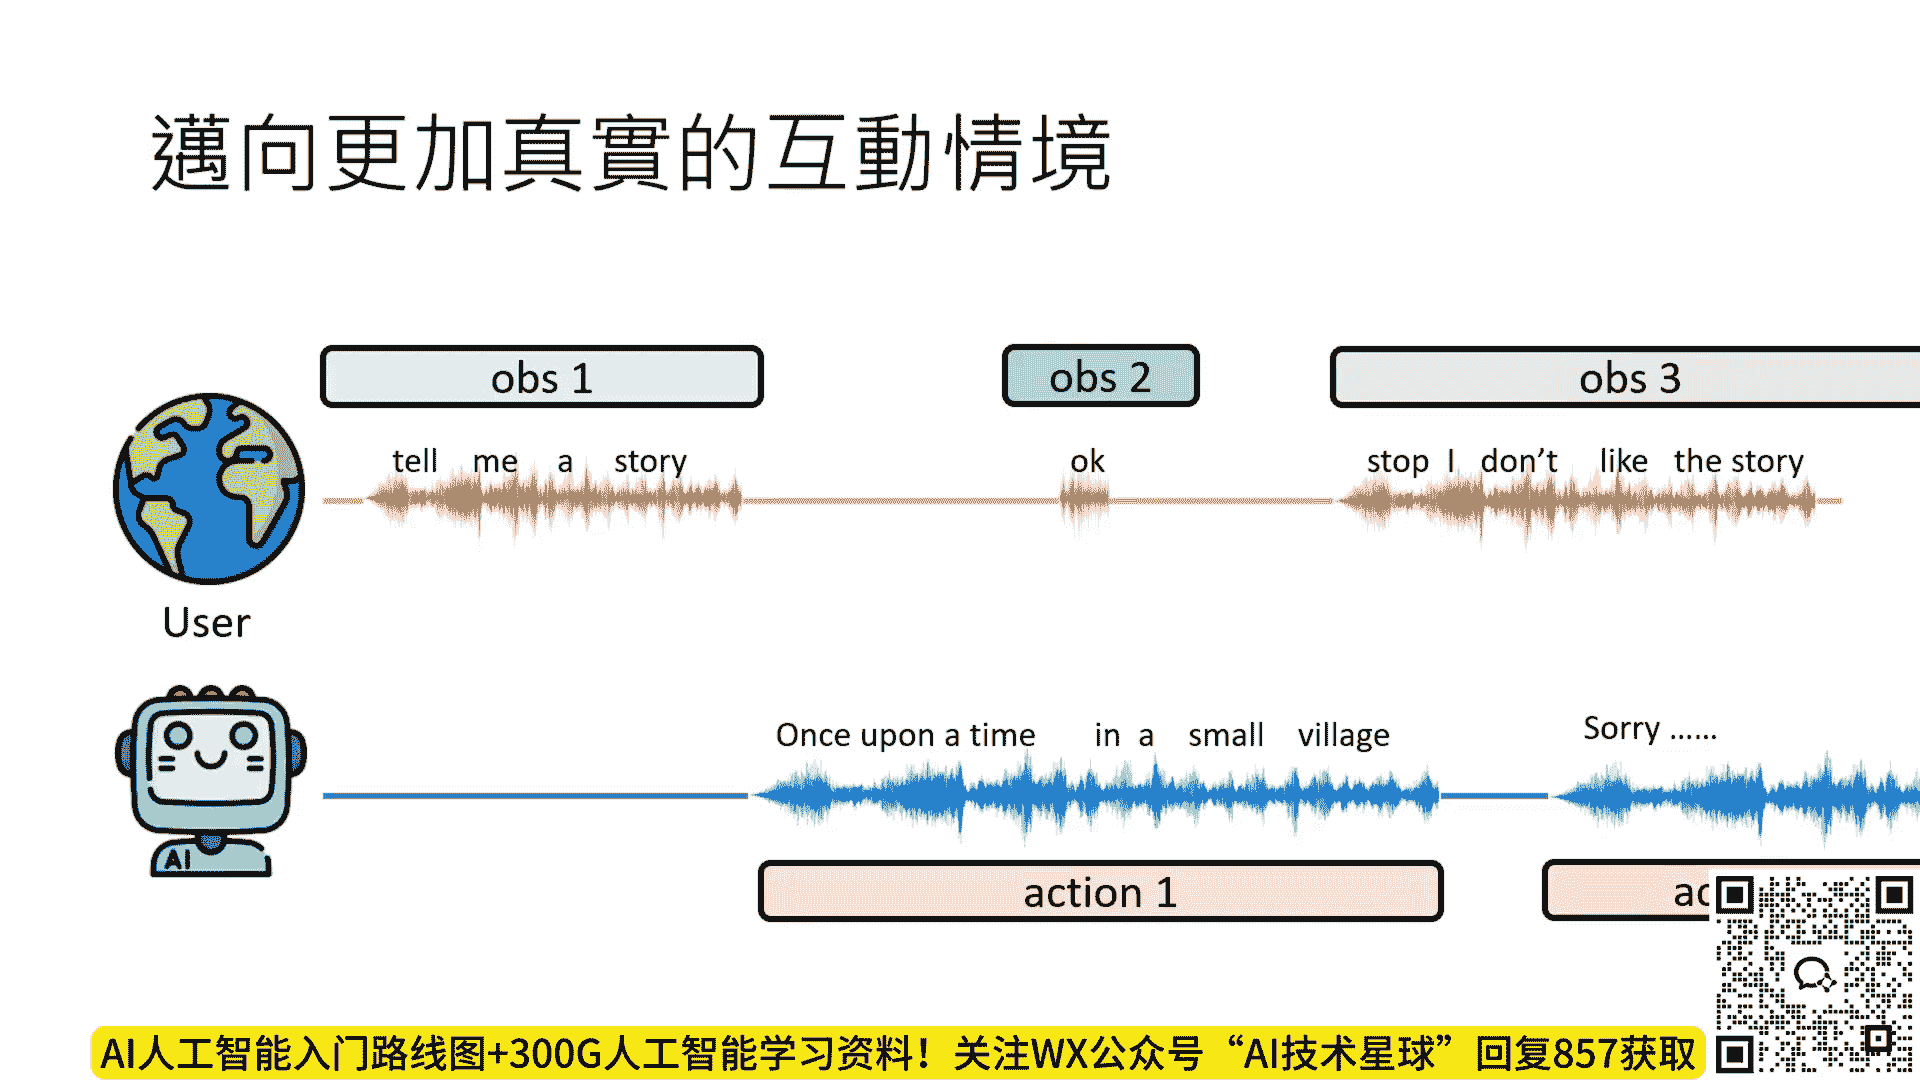 邁向更加真實的互動情境
obs 1
obs 2
obs 3
tell me a story
ok
stop I don’t like the story
User
Once upon a time in a small village
Sorry ......
AI
action 1
ac
AI人工智能入门路线图+300G人工智能学习资料！关注WX公众号“AI技术星球”回复857获取